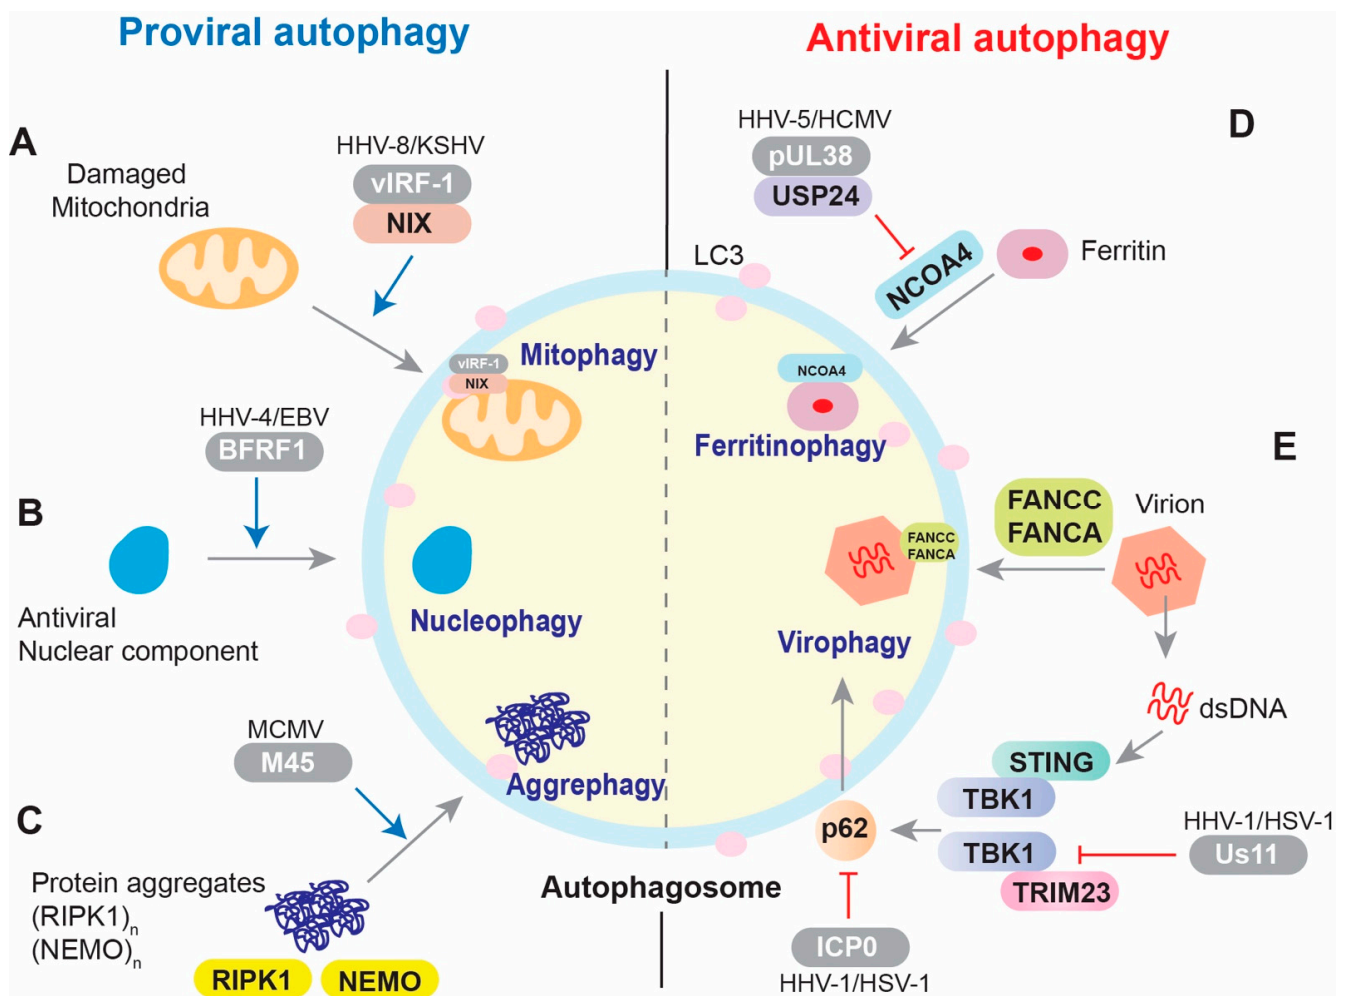 Proviral autophagy
Antiviral autophagy
A
Damaged
Mitochondria
HHV-8/KSHV
vIRF-1
NIX
vIRF-1
NIX
Mitophagy
HHV-4/EBV
BFRF1
B
Antiviral
Nuclear component
Nucleophagy
MCMV
M45
C
Protein aggregates
(RIPK1)n
(NEMO)n
RIPK1
NEMO
Aggrephagy
Autophagosome
D
HHV-5/HCMV
pUL38
USP24
LC3
NCOA4
Ferritin
NCOA4
Ferritinophagy
E
FANCC
FANCA
Virion
FANCC
FANCA
Virophagy
dsDNA
STING
TBK1
p62
TBK1
TRIM23
HHV-1/HSV-1
Us11
ICP0
HHV-1/HSV-1